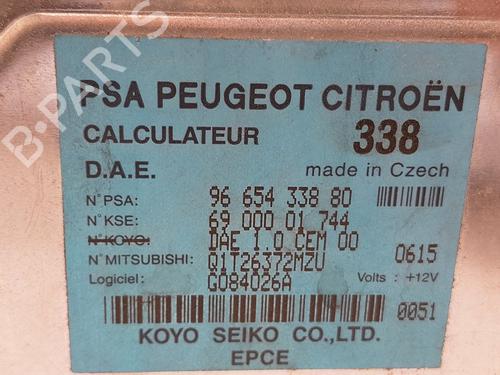 B-PARTS
PSA PEUGEOT CITROËN
CALCULATEUR 338
D.A.E. made in Czech
N°PSA: 96 654 338 80
N°KSE: 69 000 01 744
N°KOYO: DAE 1.0 CEM 00
N°MITSUBISHI: Q1T26372MZU 0615
Logiciel: G084026A Volts : +12V
0051
KOYO SEIKO CO.,LTD.
EPCE